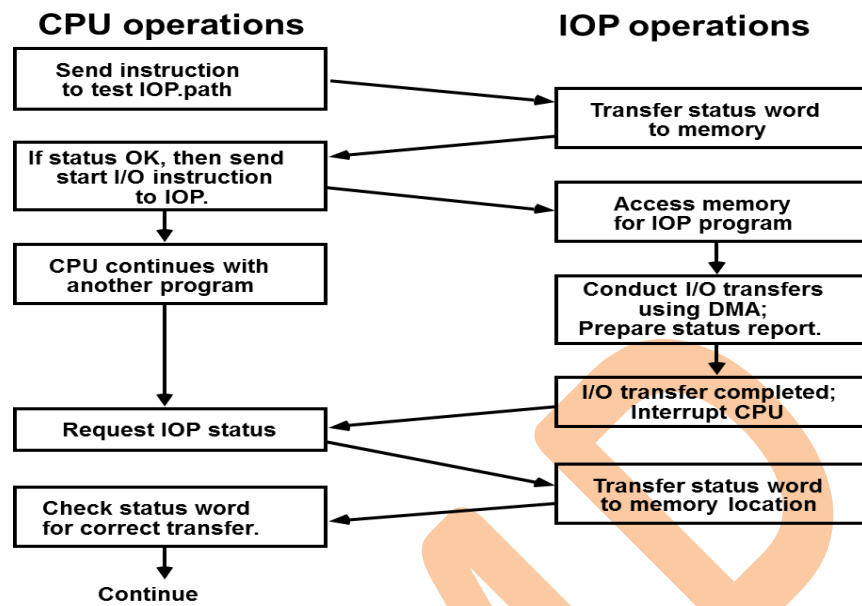 CPU operations
IOP operations
Send instruction
to test IOP.path
Transfer status word
to memory
If status OK, then send
start I/O instruction
to IOP.
Access memory
for IOP program
CPU continues with
another program
Conduct I/O transfers
using DMA;
Prepare status report.
I/O transfer completed;
Interrupt CPU
Request IOP status
Transfer status word
to memory location
Check status word
for correct transfer.
Continue